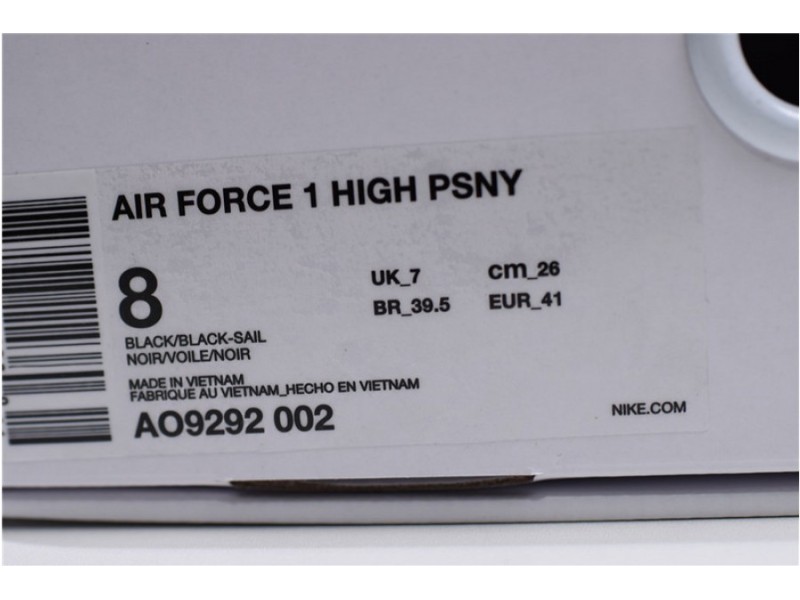 AIR FORCE 1 HIGH PSNY
8
UK_7 cm_26
BR_39.5 EUR_41
BLACK/BLACK-SAIL
NOIR/VOILE/NOIR
MADE IN VIETNAM
FABRIQUE AU VIETNAM_HECHO EN VIETNAM
AO9292 002
NIKE.COM